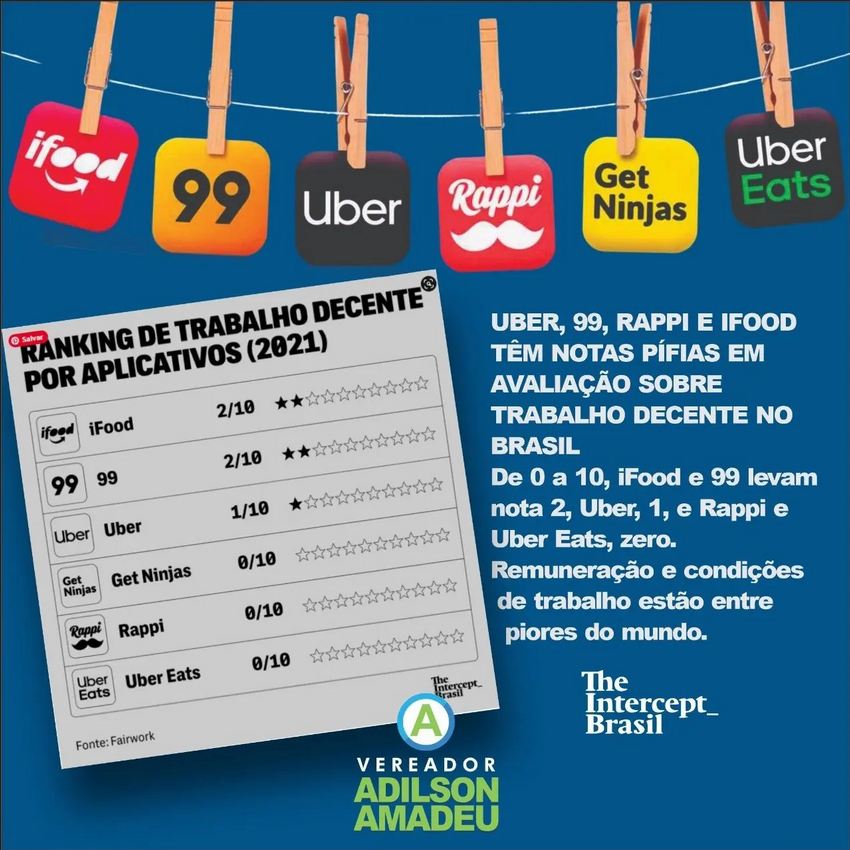 ifood
99
Uber
Rappi
Get
Ninjas
Uber
Eats
Salvar
RANKING DE TRABALHO DECENTE
POR APLICATIVOS (2021)
ifood iFood 2/10
99 99 2/10
Uber Uber 1/10
Get
Ninjas Get Ninjas 0/10
Rappi Rappi 0/10
Uber
Eats Uber Eats 0/10
The
Intercept_
Brasil
Fonte: Fairwork
UBER, 99, RAPPI E IFOOD
TÊM NOTAS PÍFIAS EM
AVALIAÇÃO SOBRE
TRABALHO DECENTE NO
BRASIL
De 0 a 10, iFood e 99 levam
nota 2, Uber, 1, e Rappi e
Uber Eats, zero.
Remuneração e condições
de trabalho estão entre
piores do mundo.
The
Intercept_
Brasil
A
VEREADOR
ADILSON
AMADEU